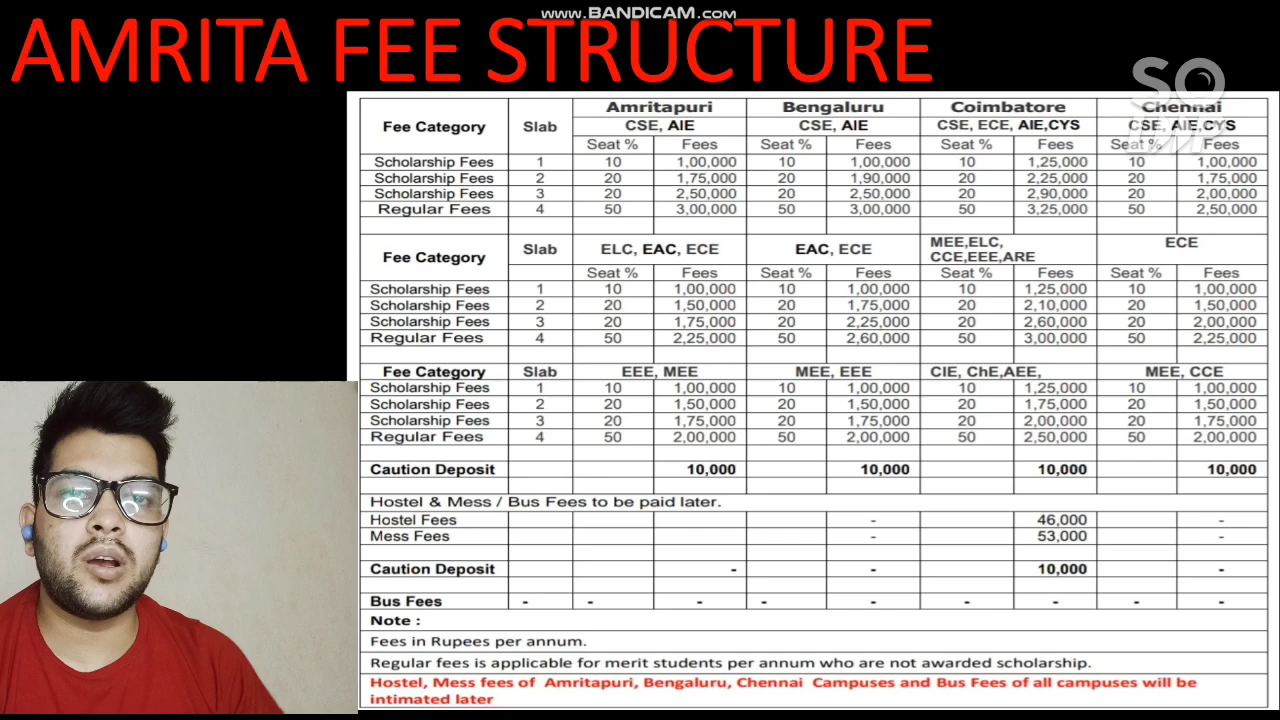 www.BANDICAM.com
AMRITA FEE STRUCTURE
SO
Fee Category Slab Amritapuri Bengaluru Coimbatore Chennai
CSE, AIE CSE, AIE CSE, ECE, AIE,CYS CSE, AIE,CYS
Seat % Fees Seat % Fees Seat % Fees Seat % Fees
Scholarship Fees 1 10 1,00,000 10 1,00,000 10 1,25,000 10 1,00,000
Scholarship Fees 2 20 1,75,000 20 1,90,000 20 2,25,000 20 1,75,000
Scholarship Fees 3 20 2,50,000 20 2,50,000 20 2,90,000 20 2,00,000
Regular Fees 4 50 3,00,000 50 3,00,000 50 3,25,000 50 2,50,000
Fee Category Slab ELC, EAC, ECE EAC, ECE MEE,ELC, CCE,EEE,ARE ECE
Seat % Fees Seat % Fees Seat % Fees Seat % Fees
Scholarship Fees 1 10 1,00,000 10 1,00,000 10 1,25,000 10 1,00,000
Scholarship Fees 2 20 1,50,000 20 1,75,000 20 2,10,000 20 1,50,000
Scholarship Fees 3 20 1,75,000 20 2,25,000 20 2,60,000 20 2,00,000
Regular Fees 4 50 2,25,000 50 2,60,000 50 3,00,000 50 2,25,000
Fee Category Slab EEE, MEE MEE, EEE CIE, ChE,AEE, MEE, CCE
Scholarship Fees 1 10 1,00,000 10 1,00,000 10 1,25,000 10 1,00,000
Scholarship Fees 2 20 1,50,000 20 1,50,000 20 1,75,000 20 1,50,000
Scholarship Fees 3 20 1,75,000 20 1,75,000 20 2,00,000 20 1,75,000
Regular Fees 4 50 2,00,000 50 2,00,000 50 2,50,000 50 2,00,000
Caution Deposit 10,000 10,000 10,000 10,000
Hostel & Mess / Bus Fees to be paid later.
Hostel Fees - 46,000 -
Mess Fees - 53,000 -
Caution Deposit - - 10,000 -
Bus Fees - - - - - - - - -
Note :
Fees in Rupees per annum.
Regular fees is applicable for merit students per annum who are not awarded scholarship.
Hostel, Mess fees of Amritapuri, Bengaluru, Chennai Campuses and Bus Fees of all campuses will be
intimated later